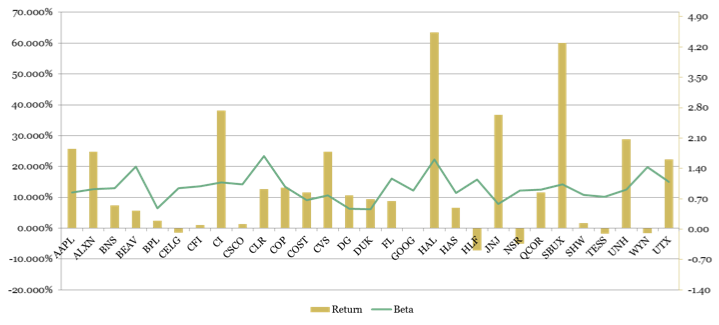 70.000%
60.000%
50.000%
40.000%
30.000%
20.000%
10.000%
0.000%
-10.000%
-20.000%
4.90
4.20
3.50
2.80
2.10
1.40
0.70
0.00
-0.70
-1.40
AAPL
ALXN
BNS
BEAV
BPL
CELG
CFI
CI
CSCO
CLR
COP
COST
CVS
DG
DUK
FL
GOOG
HAL
HAS
HLF
JNJ
NSR
QCOR
SBUX
SHW
TESS
UNH
WYN
UTX
Return Beta